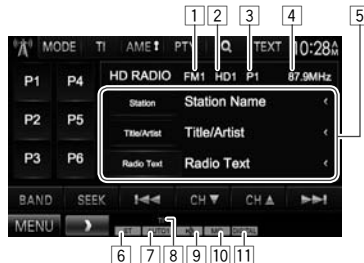 1 2 3 4 5
MODE TI AME PTY TEXT 10:28
P1 P4 HD RADIO FM1 HD1 P1 87.9MHz
Station Station Name
P2 P5 Title/Artist Title/Artist
P3 P6 Radio Text Radio Text
BAND SEEK CH CH
MENU
6 7 8 9 10 11